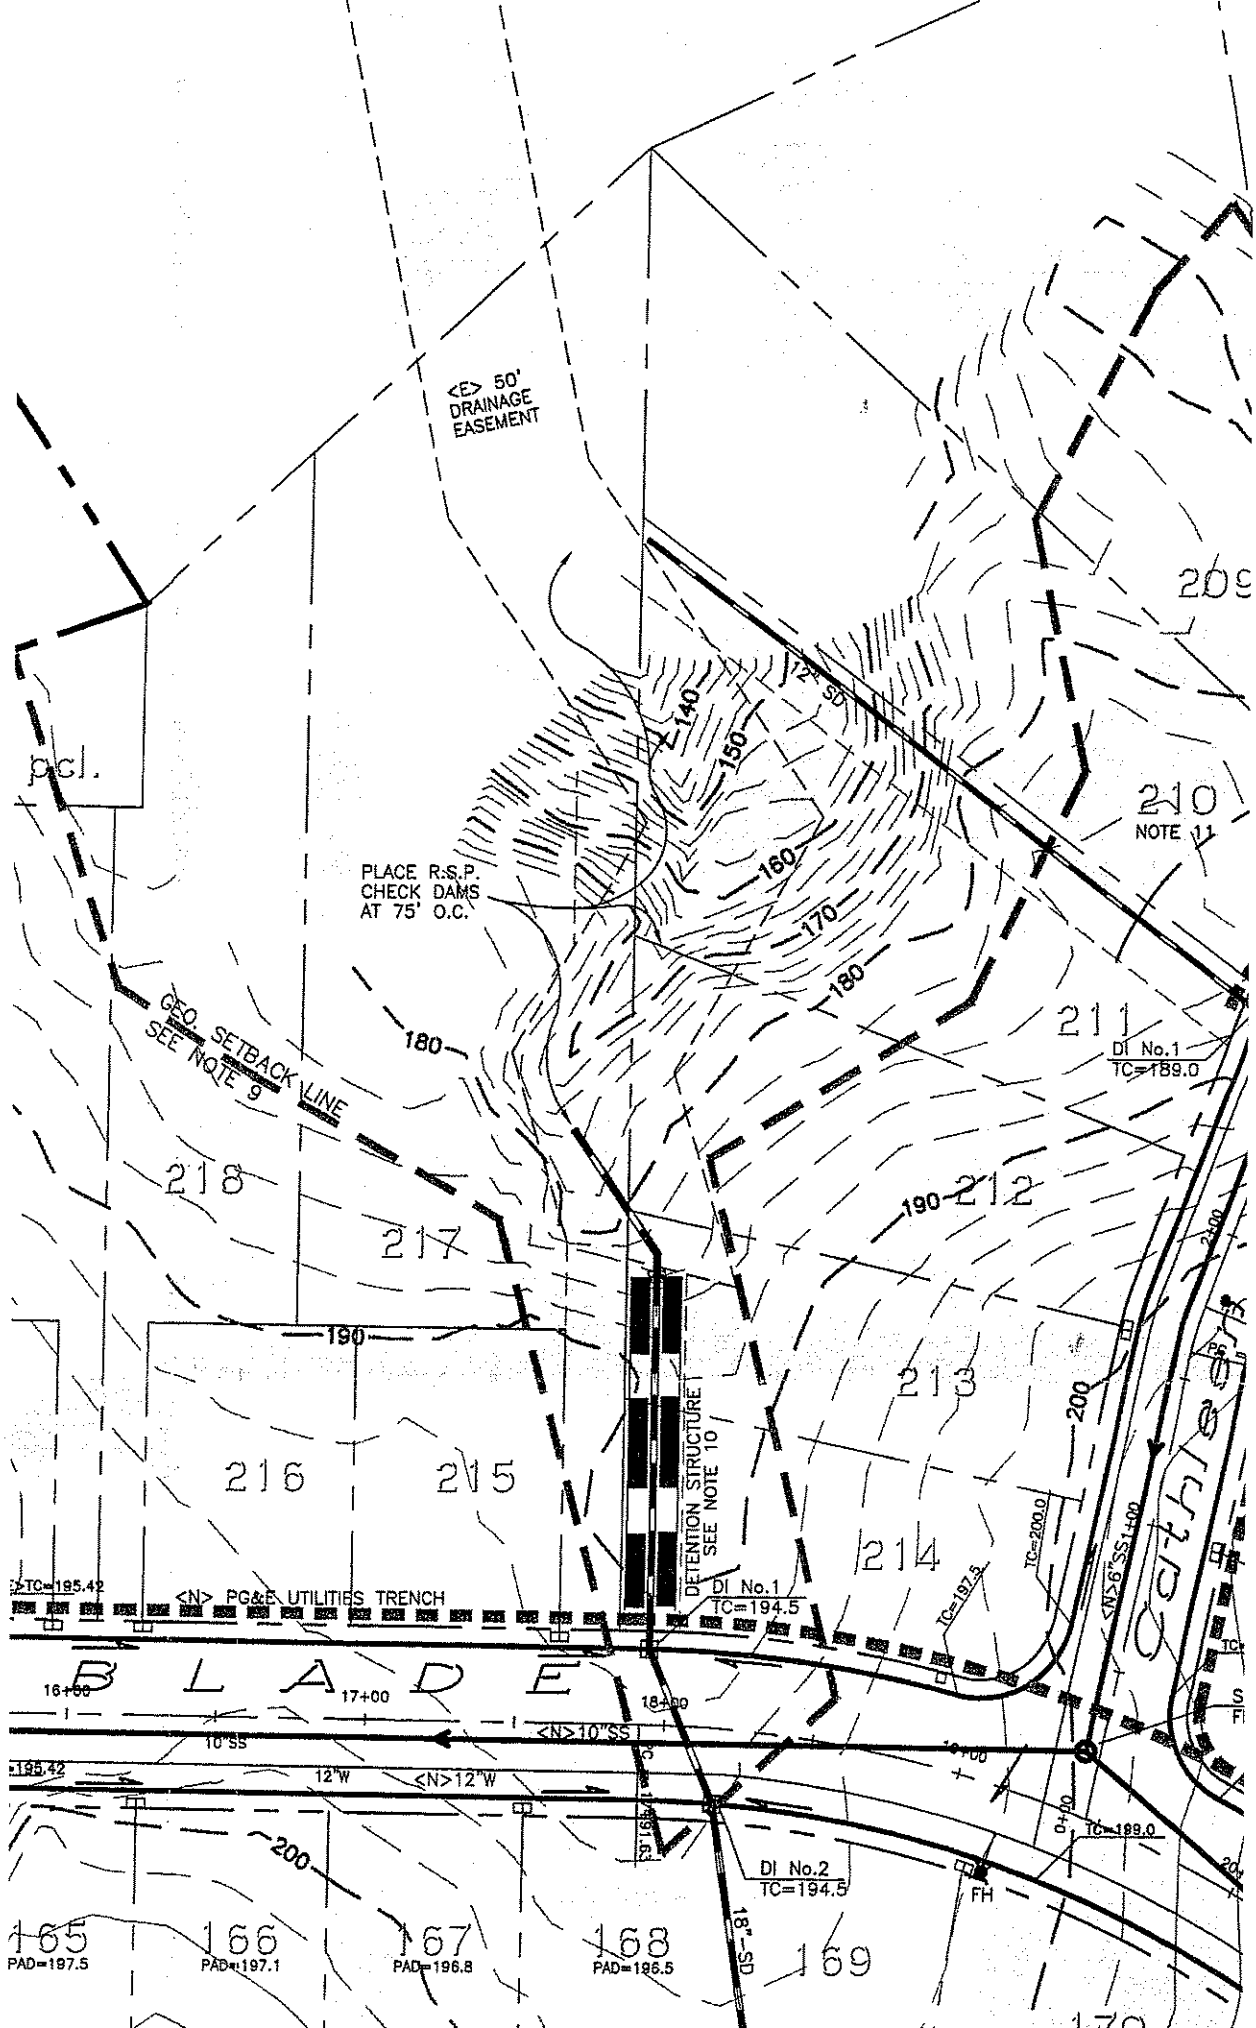 <E> 50'
DRAINAGE
EASEMENT
209
12" SD
140
150
pcl.
210
NOTE 11
160
PLACE R.S.P.
CHECK DAMS
AT 75' O.C.
170
180
GEO. SETBACK LINE
SEE NOTE 9
180
211
DI No.1
TC=189.0
218
190
212
217
2+00
190
213
200
DETENTION STRUCTURE
SEE NOTE 10
216
215
214
TC=200.0
<N>6"SS
1+00
Cathleen
TC=197.5
TC=195.42
<N> PG&E UTILITIES TRENCH
DI No.1
TC=194.5
BLADE
16+00
17+00
18+00
10"SS
<N>10"SS
19+00
=195.42
12"W
<N>12"W
0+00
TC=199.0
200
DI No.2
TC=194.5
FH
18"-SD
165
PAD=197.5
166
PAD=197.1
167
PAD=196.8
168
PAD=196.5
169